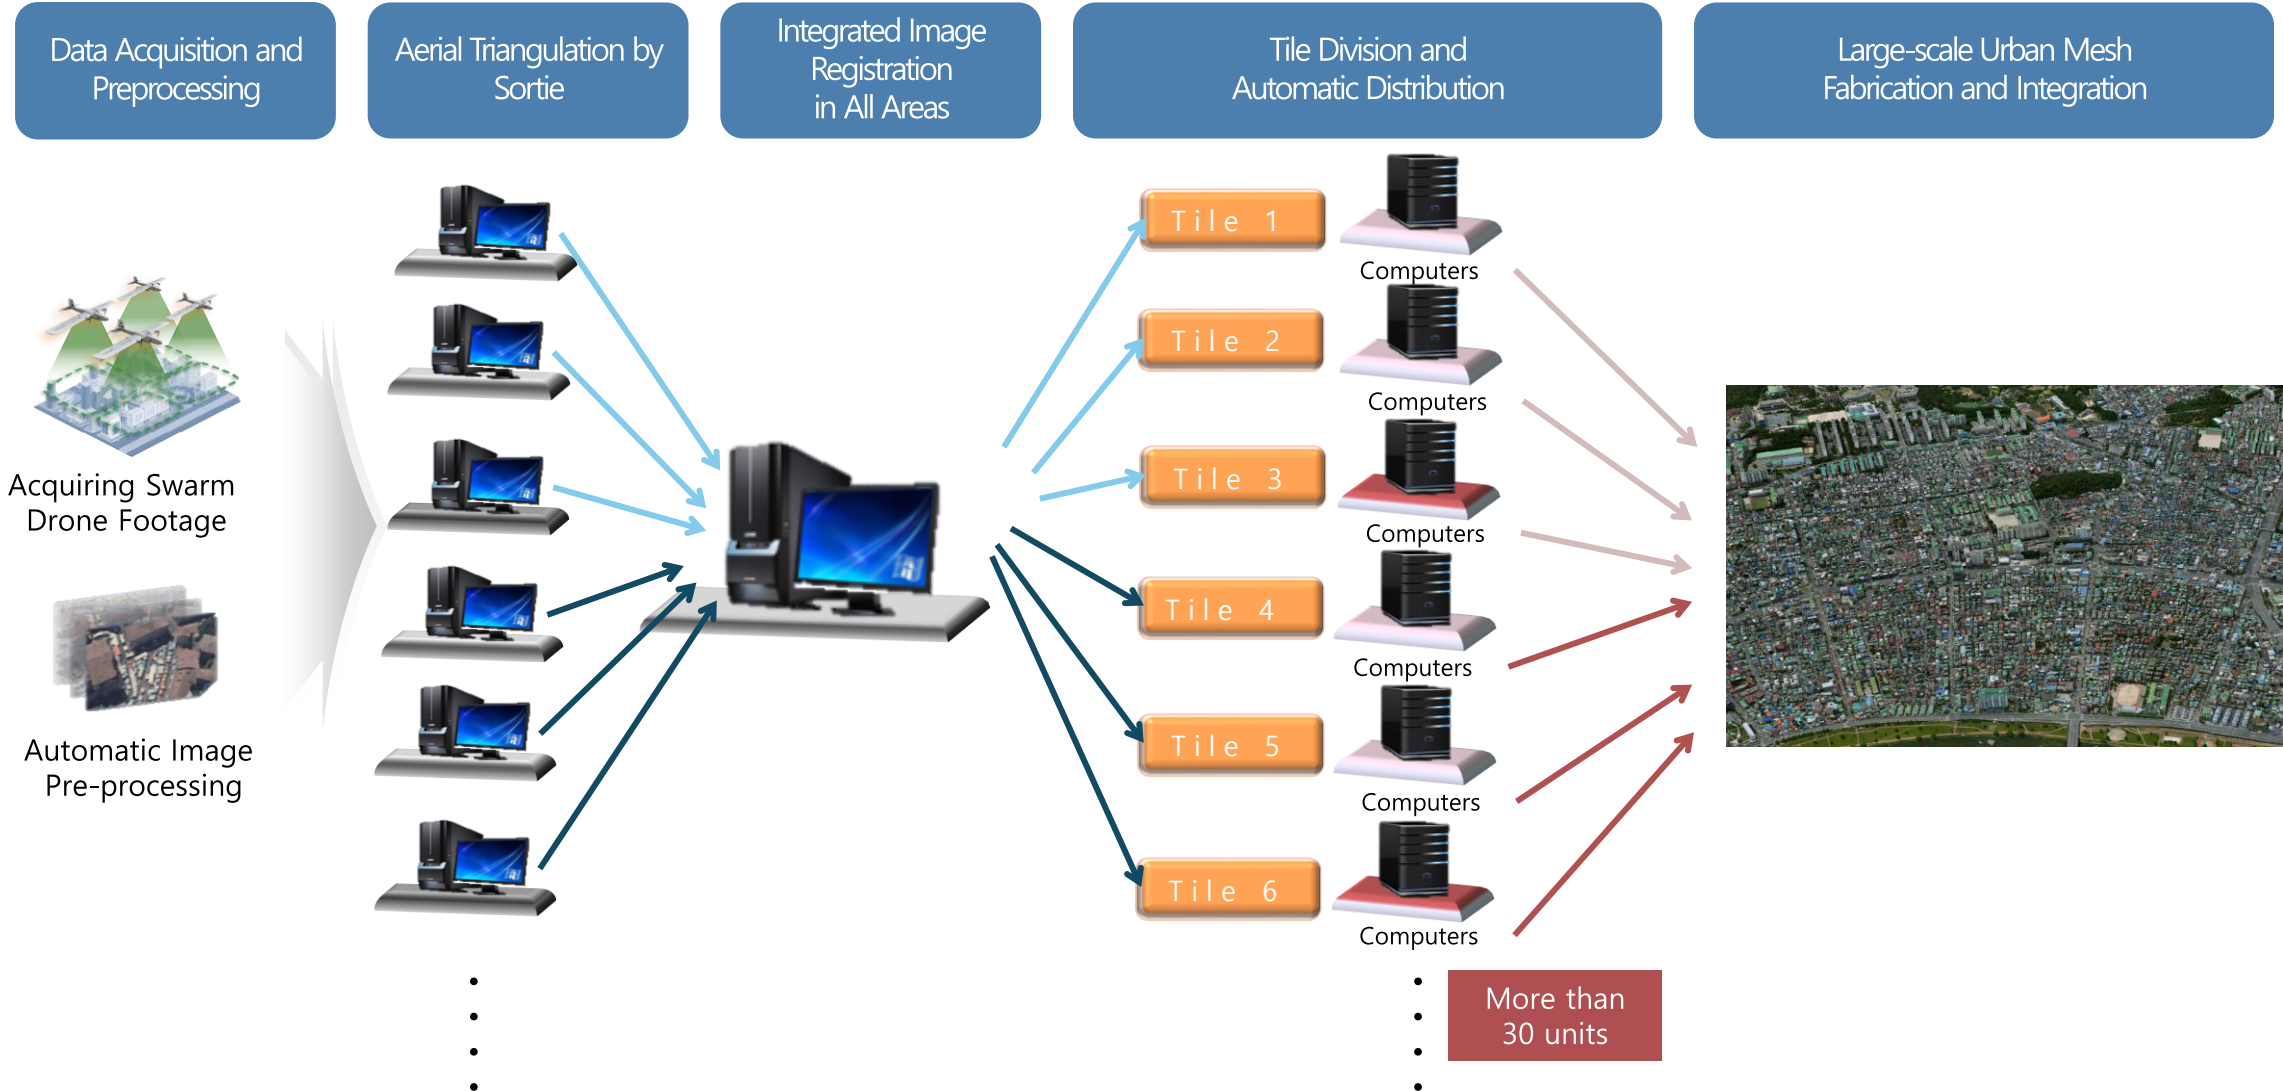 Data Acquisition and
Preprocessing
Aerial Triangulation by
Sortie
Integrated Image
Registration
in All Areas
Tile Division and
Automatic Distribution
Large-scale Urban Mesh
Fabrication and Integration
Acquiring Swarm
Drone Footage
Automatic Image
Pre-processing
Tile 1
Computers
Tile 2
Computers
Tile 3
Computers
Tile 4
Computers
Tile 5
Computers
Tile 6
Computers
More than
30 units